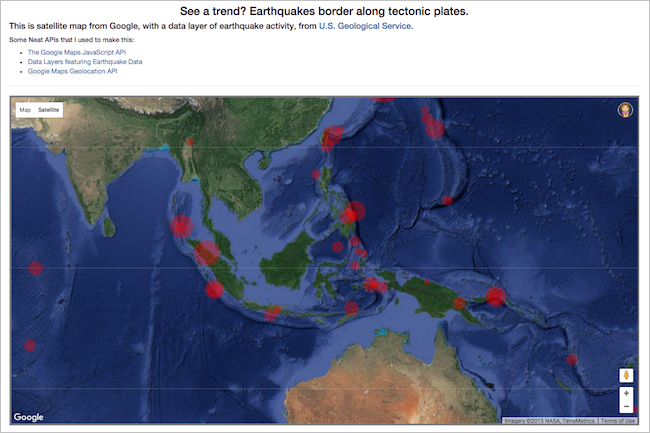 See a trend? Earthquakes border along tectonic plates.
This is satellite map from Google, with a data layer of earthquake activity, from U.S. Geological Service.
Some Neat APIs that I used to make this:
The Google Maps JavaScript API
Data Layers featuring Earthquake Data
Google Maps Geolocation API
Map Satellite
+
−
Google
Imagery ©2015 NASA, TerraMetrics Terms of Use